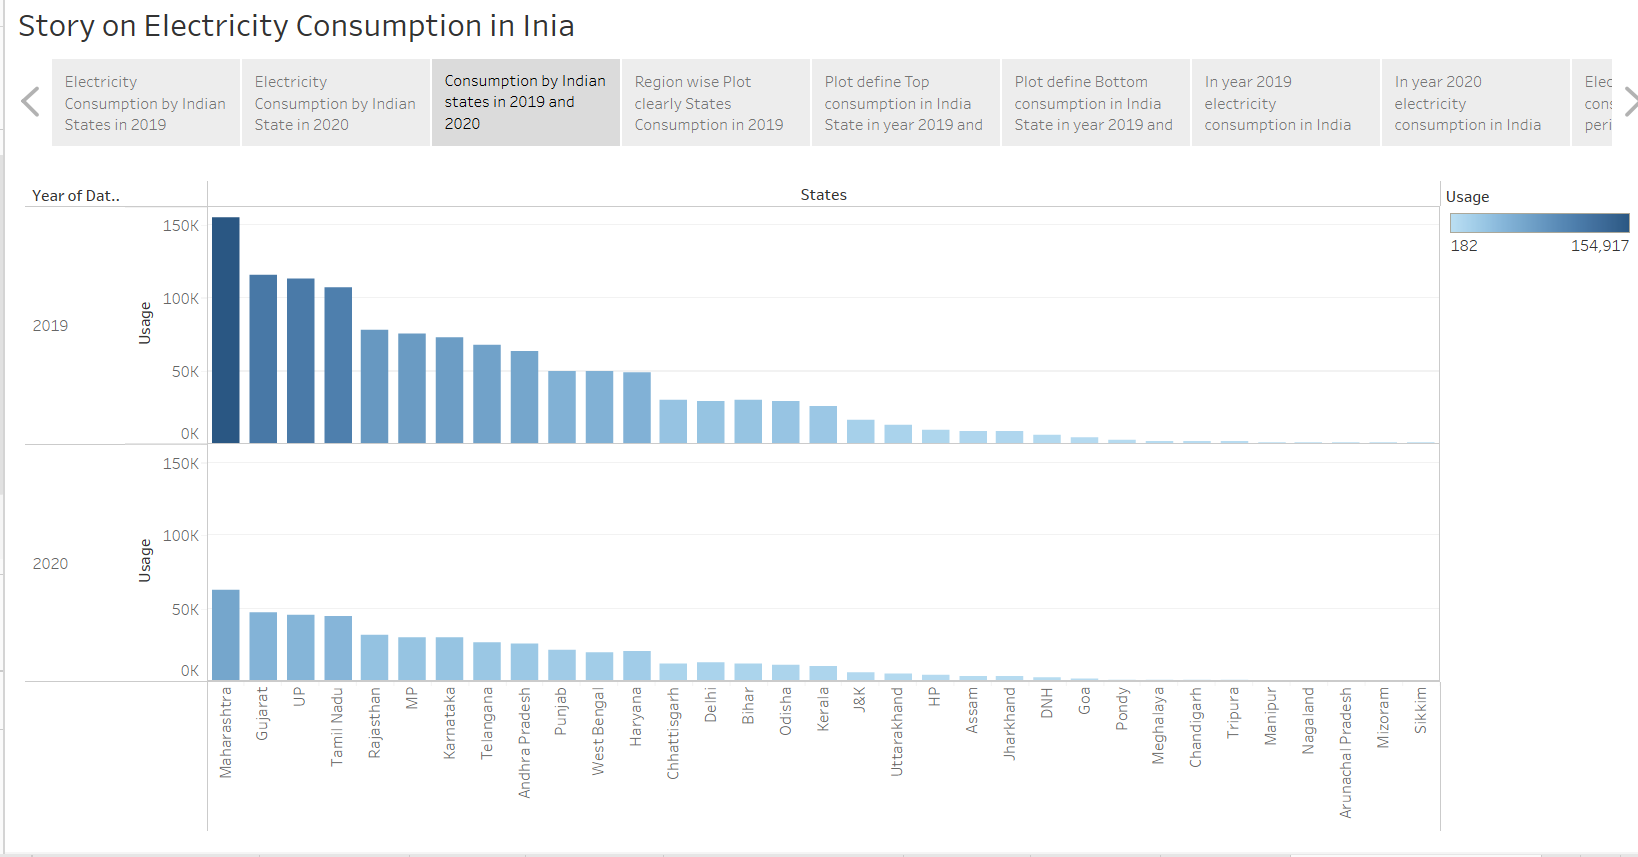 Story on Electricity Consumption in Inia
Electricity
Consumption by Indian
States in 2019
Electricity
Consumption by Indian
State in 2020
Consumption by Indian
states in 2019 and
2020
Region wise Plot
clearly States
Consumption in 2019
Plot define Top
consumption in India
State in year 2019 and
Plot define Bottom
consumption in India
State in year 2019 and
In year 2019
electricity
consumption in India
In year 2020
electricity
consumption in India
Elec
cons
peri
Year of Dat..
States
Usage
182
154,917
2019
Usage
150K
100K
50K
0K
2020
Usage
150K
100K
50K
0K
Maharashtra
Gujarat
UP
Tamil Nadu
Rajasthan
MP
Karnataka
Telangana
Andhra Pradesh
Punjab
West Bengal
Haryana
Chhattisgarh
Delhi
Bihar
Odisha
Kerala
J&K
Uttarakhand
HP
Assam
Jharkhand
DNH
Goa
Pondy
Meghalaya
Chandigarh
Tripura
Manipur
Nagaland
Arunachal Pradesh
Mizoram
Sikkim